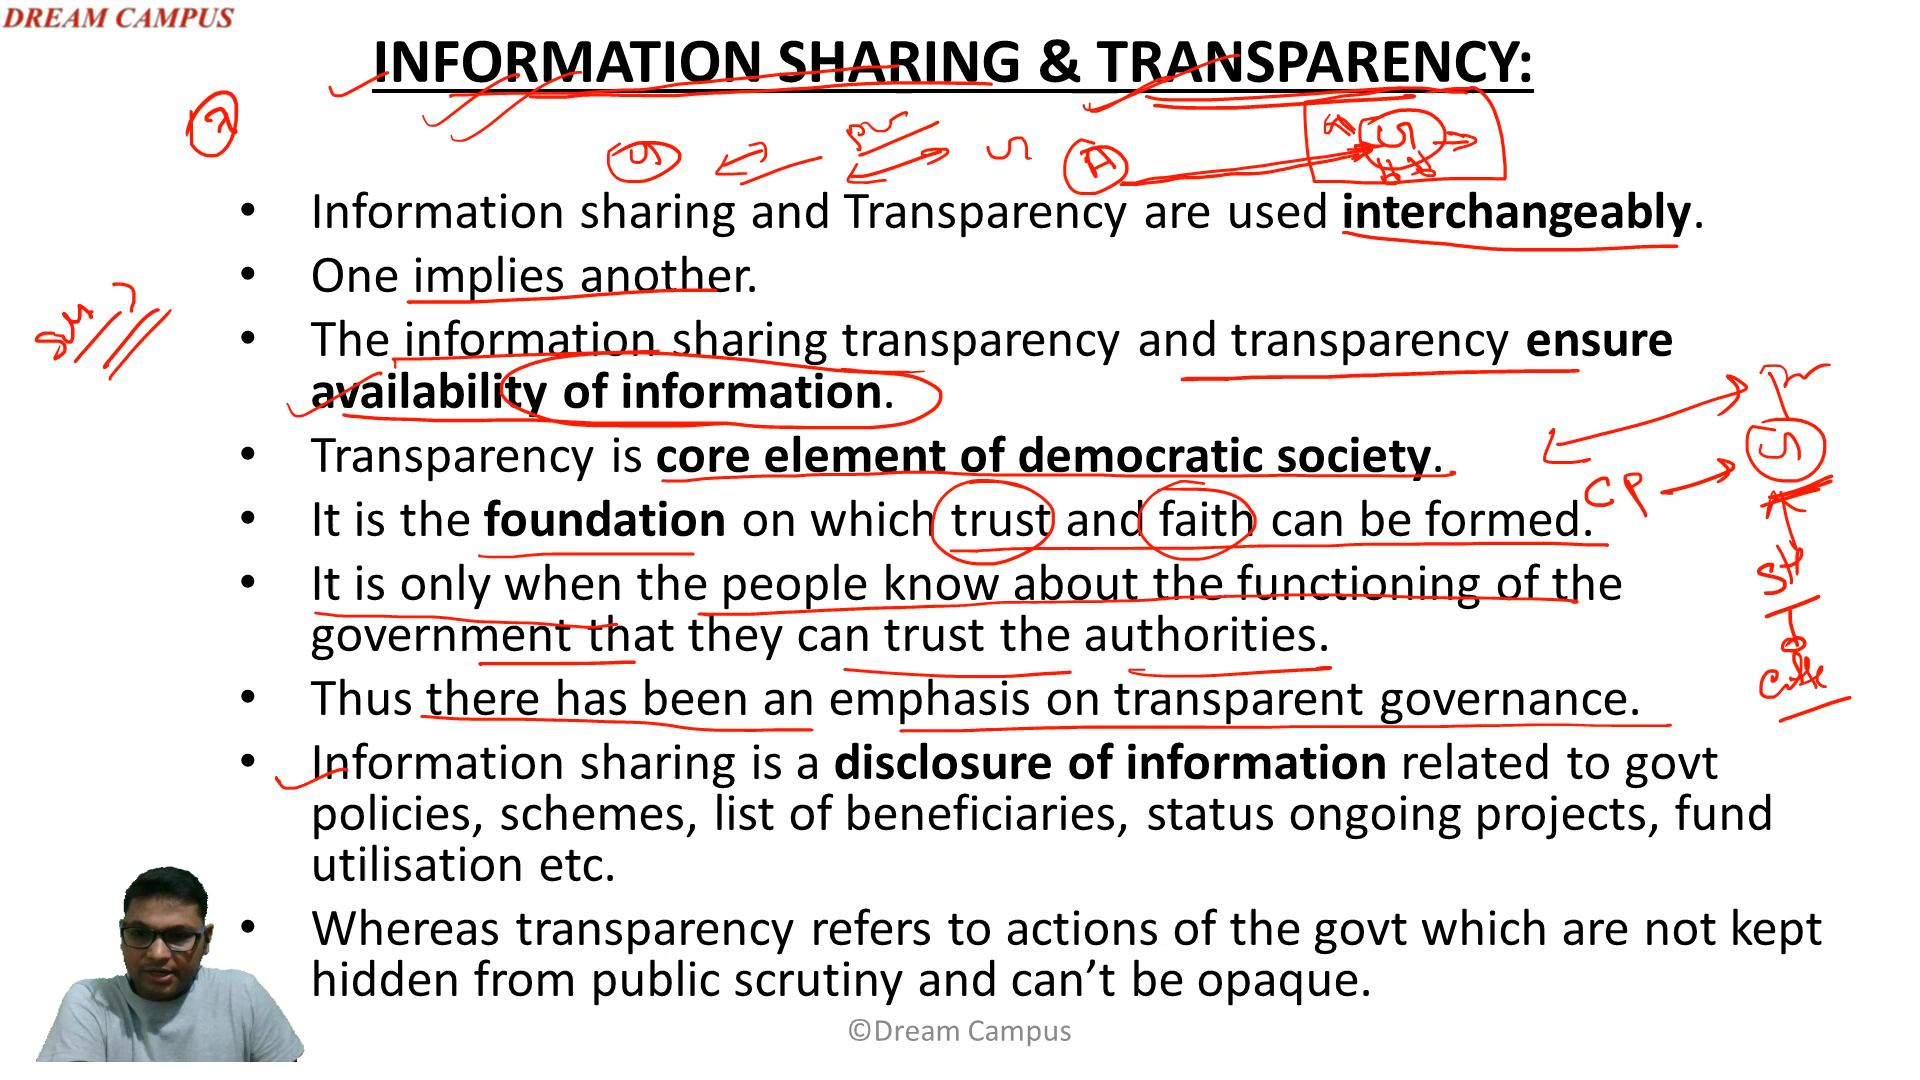 DREAM CAMPUS
INFORMATION SHARING & TRANSPARENCY:
• Information sharing and Transparency are used interchangeably.
• One implies another.
• The information sharing transparency and transparency ensure
availability of information.
• Transparency is core element of democratic society.
CP
• It is the foundation on which trust and faith can be formed.
SH
• It is only when the people know about the functioning of the
government that they can trust the authorities.
• Thus there has been an emphasis on transparent governance.
• Information sharing is a disclosure of information related to govt
policies, schemes, list of beneficiaries, status ongoing projects, fund
utilisation etc.
• Whereas transparency refers to actions of the govt which are not kept
hidden from public scrutiny and can’t be opaque.
©Dream Campus